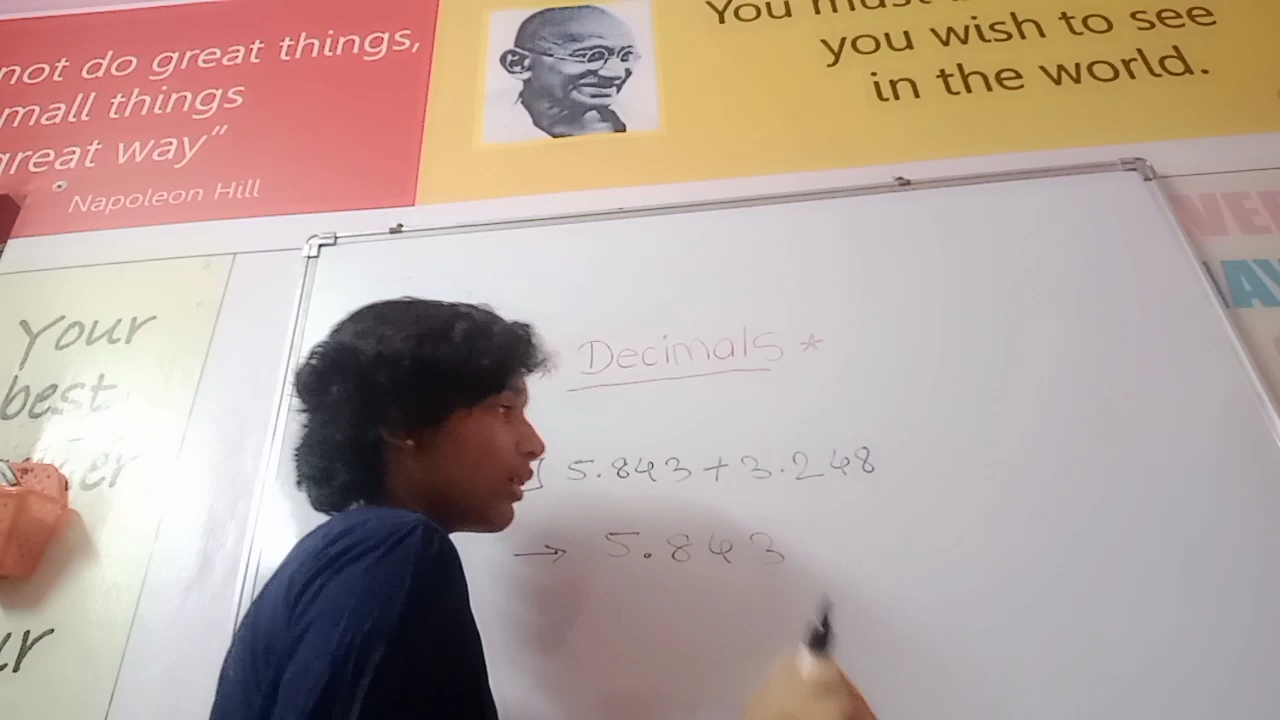 not do great things,
mall things
great way”
Napoleon Hill
You must
you wish to see
in the world.
Your
best
Decimals *
5.843 + 3.248
→ 5.843